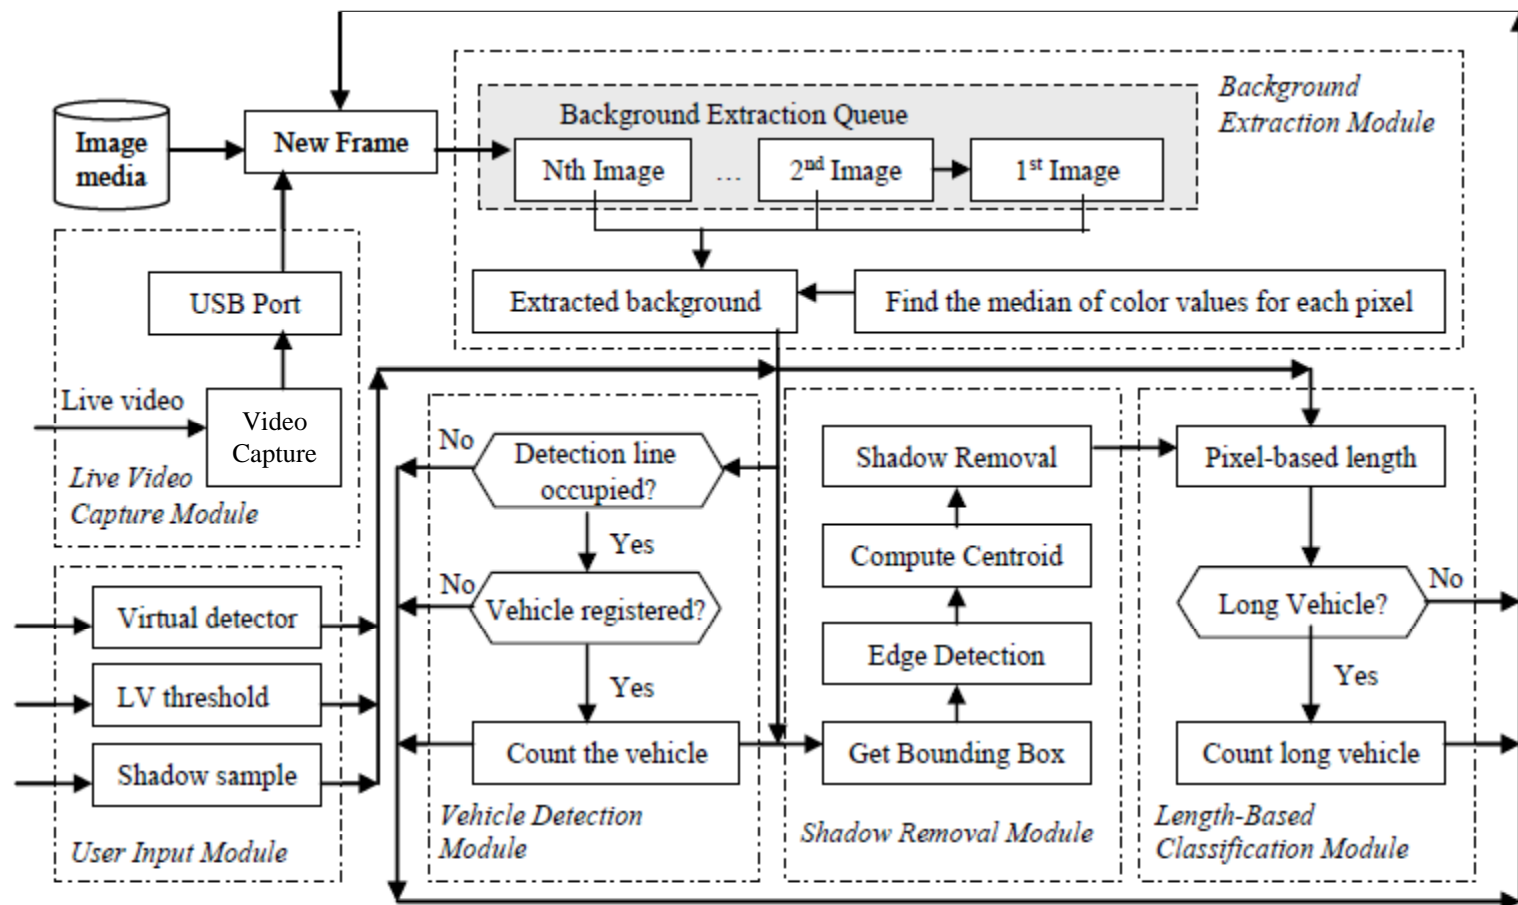 Background
Extraction Module
Image
media
New Frame
Background Extraction Queue
Nth Image
…
2nd Image
1st Image
USB Port
Extracted background
Find the median of color values for each pixel
Live video
Video
Capture
Live Video
Capture Module
No
Detection line
occupied?
Yes
No
Vehicle registered?
Yes
Count the vehicle
Vehicle Detection
Module
Shadow Removal
Compute Centroid
Edge Detection
Get Bounding Box
Shadow Removal Module
Pixel-based length
Long Vehicle?
No
Yes
Count long vehicle
Length-Based
Classification Module
Virtual detector
LV threshold
Shadow sample
User Input Module